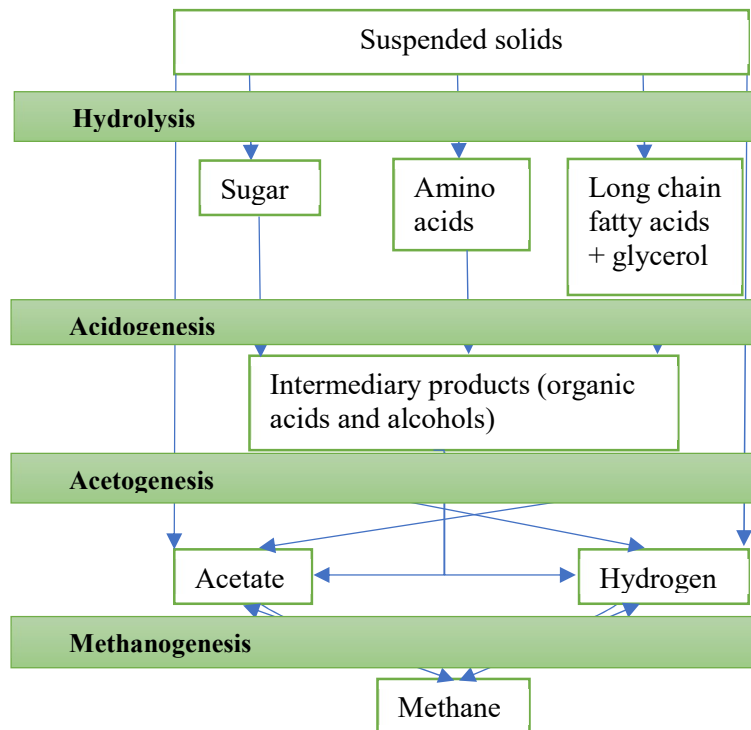 Suspended solids
Hydrolysis
Sugar
Amino
acids
Long chain
fatty acids
+ glycerol
Acidogenesis
Intermediary products (organic
acids and alcohols)
Acetogenesis
Acetate
Hydrogen
Methanogenesis
Methane